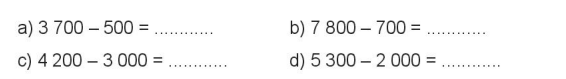 a) 3 700 – 500 = ............ b) 7 800 – 700 = ............
c) 4 200 – 3 000 = ............ d) 5 300 – 2 000 = ............